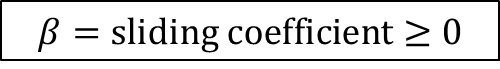 𝛽 = sliding coefficient ≥ 0